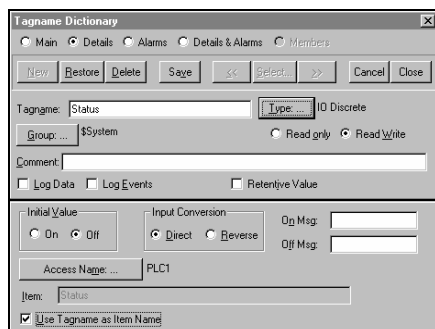 Tagname Dictionary
Main Details Alarms Details & Alarms Members
New Restore Delete Save << Select... >> Cancel Close
Tagname: Status Type: ... IO Discrete
Group: ... $System Read only Read Write
Comment:
Log Data Log Events Retentive Value
Initial Value Input Conversion On Msg:
On Off Direct Reverse Off Msg:
Access Name: ... PLC1
Item: Status
Use Tagname as Item Name